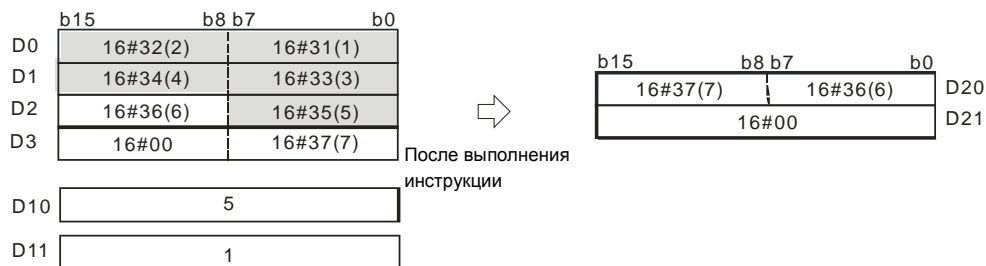 b15 b8 b7 b0
D0 16#32(2) 16#31(1)
D1 16#34(4) 16#33(3)
D2 16#36(6) 16#35(5)
D3 16#00 16#37(7)
После выполнения
инструкции
D10 5
D11 1
b15 b8 b7 b0
16#37(7) 16#36(6) D20
16#00 D21